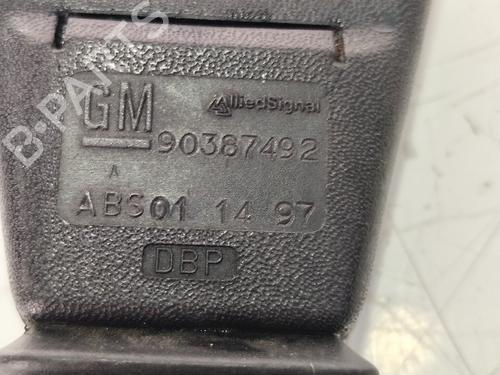 GM AlliedSignal
90387492
A
ABS01 14 97
DBP
B-PARTS